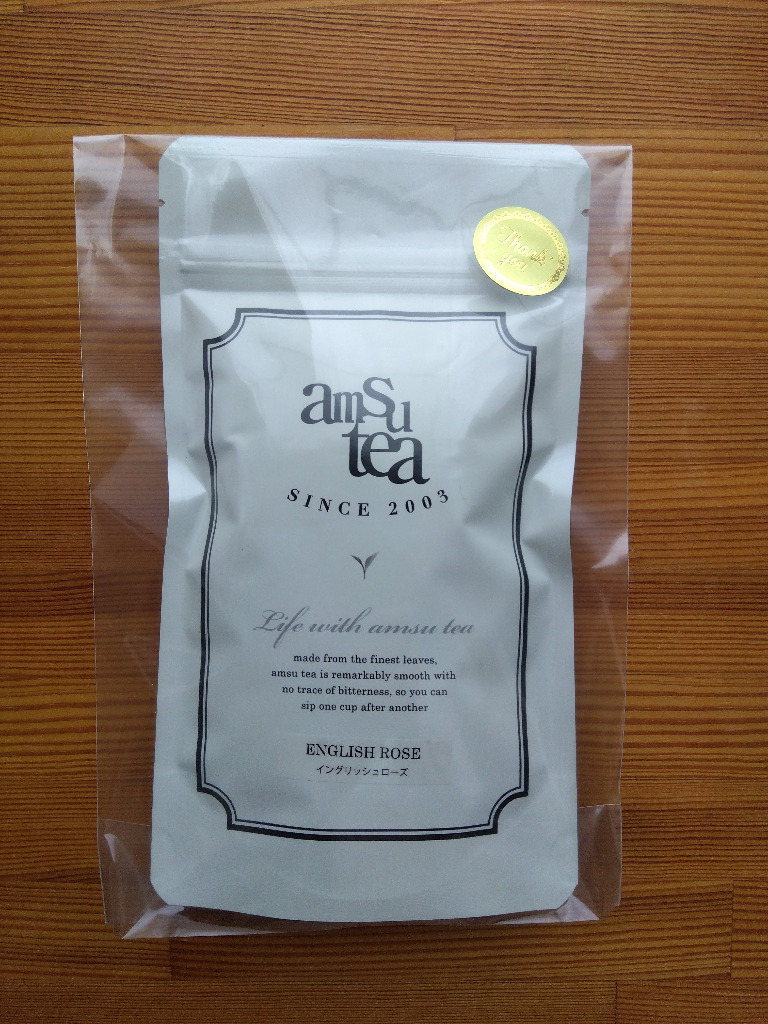 Thank
you
amsu
tea
SINCE 2003
Life with amsu tea
made from the finest leaves,
amsu tea is remarkably smooth with
no trace of bitterness, so you can
sip one cup after another
ENGLISH ROSE
イングリッシュローズ